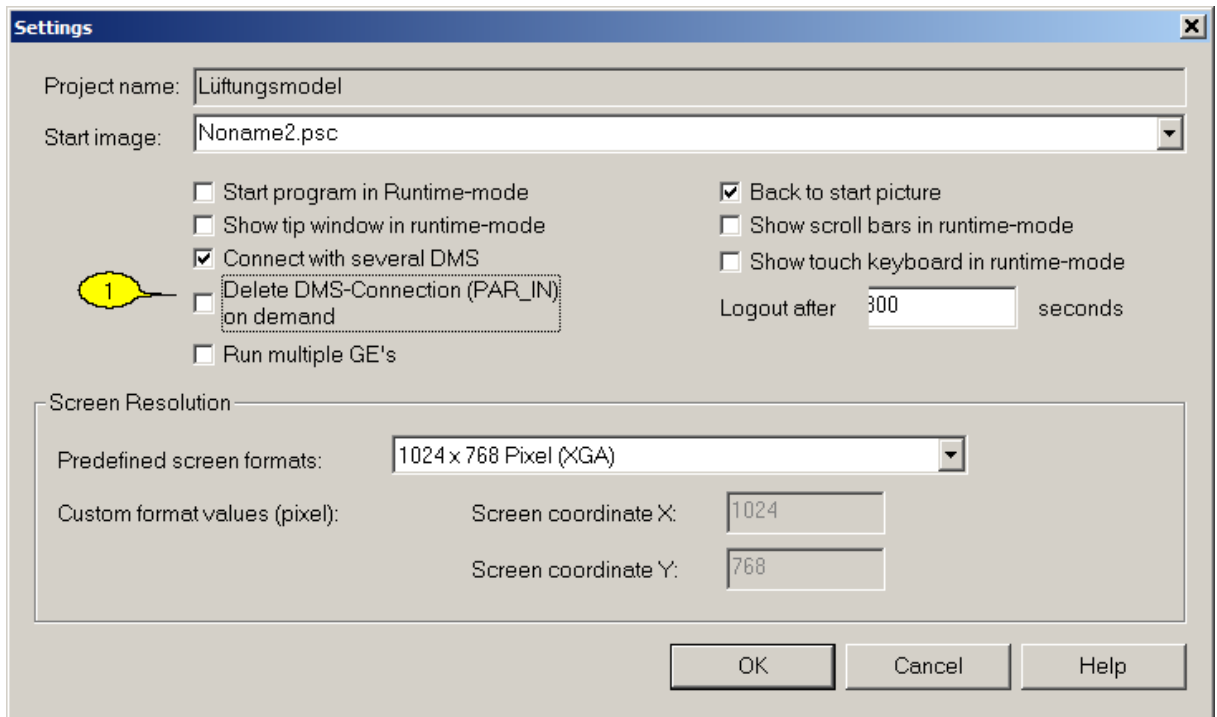 Settings
Project name: Lüftungsmodel
Start image: Noname2.psc
Start program in Runtime-mode
Show tip window in runtime-mode
Connect with several DMS
1
Delete DMS-Connection (PAR_IN)
on demand
Run multiple GE's
Back to start picture
Show scroll bars in runtime-mode
Show touch keyboard in runtime-mode
Logout after 300 seconds
Screen Resolution
Predefined screen formats: 1024 x 768 Pixel (XGA)
Custom format values (pixel): Screen coordinate X: 1024
Screen coordinate Y: 768
OK Cancel Help